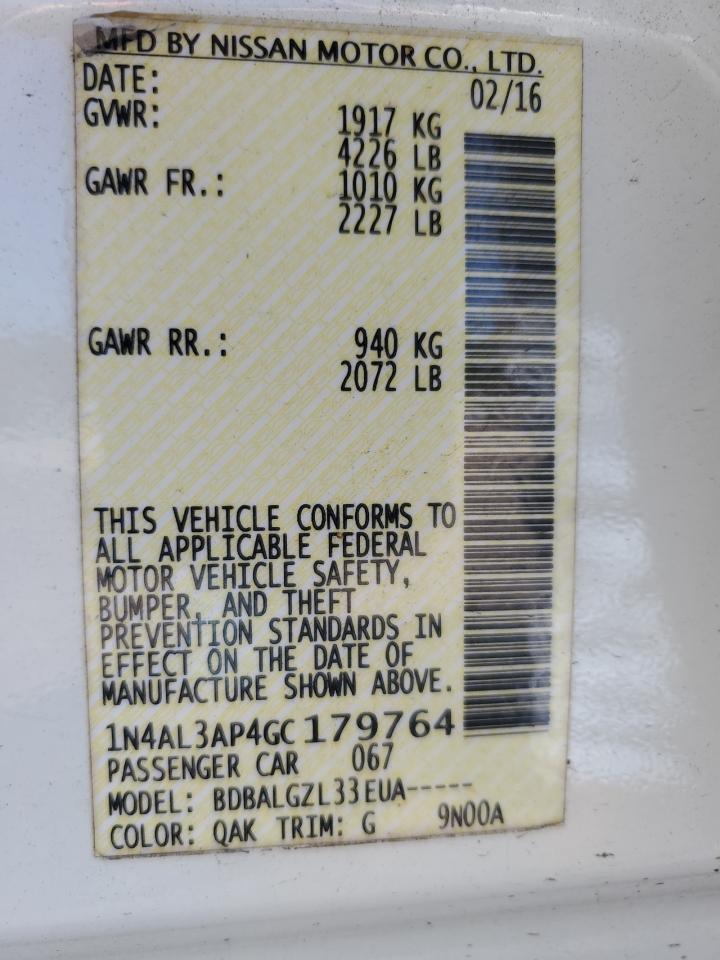 MFD BY NISSAN MOTOR CO., LTD.
DATE: 02/16
GVWR: 1917 KG
4226 LB
GAWR FR.: 1010 KG
2227 LB
GAWR RR.: 940 KG
2072 LB
THIS VEHICLE CONFORMS TO
ALL APPLICABLE FEDERAL
MOTOR VEHICLE SAFETY,
BUMPER, AND THEFT
PREVENTION STANDARDS IN
EFFECT ON THE DATE OF
MANUFACTURE SHOWN ABOVE.
1N4AL3AP4GC179764
PASSENGER CAR 067
MODEL: BDBALGZL33EUA-----
COLOR: QAK TRIM: G 9N00A